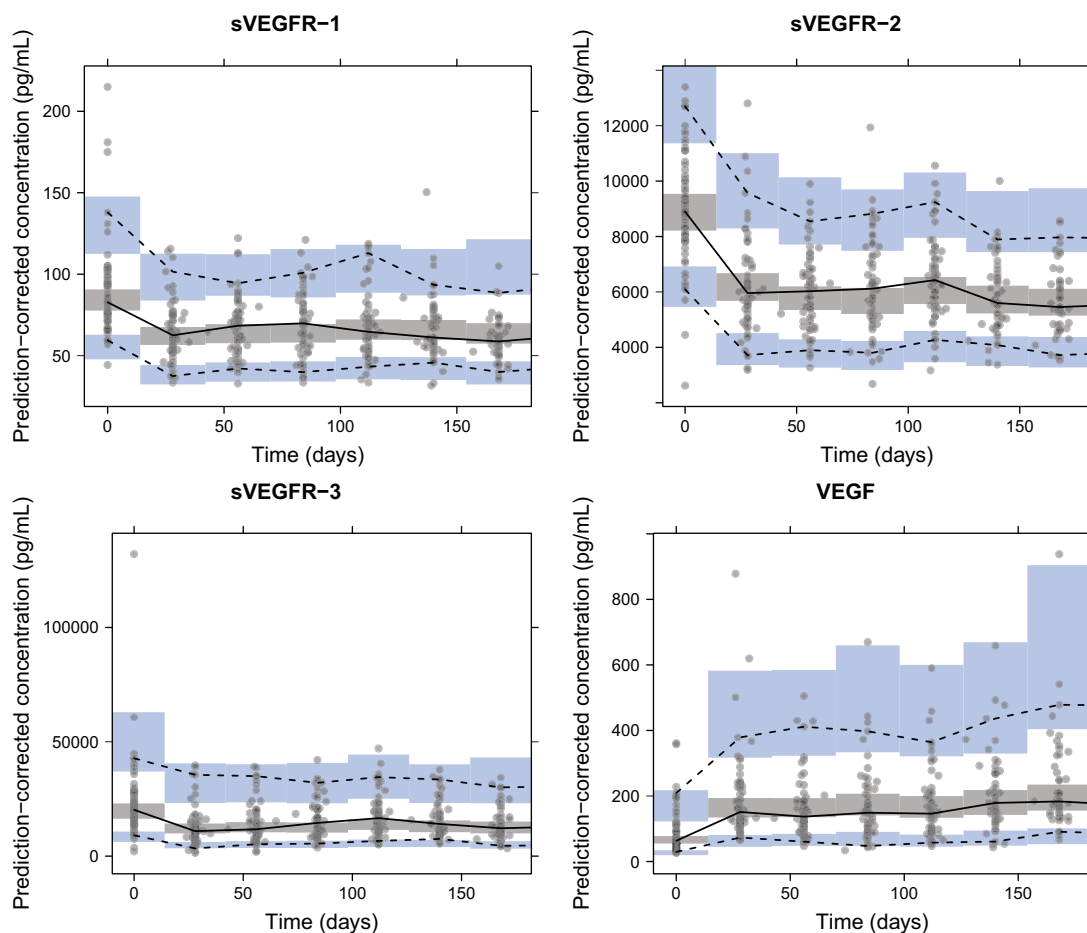 sVEGFR−1
Prediction−corrected concentration (pg/mL)
200
150
100
50
0 50 100 150
Time (days)
sVEGFR−2
Prediction−corrected concentration (pg/mL)
12000
10000
8000
6000
4000
0 50 100 150
Time (days)
sVEGFR−3
Prediction−corrected concentration (pg/mL)
100000
50000
0
0 50 100 150
Time (days)
VEGF
Prediction−corrected concentration (pg/mL)
800
600
400
200
0
0 50 100 150
Time (days)